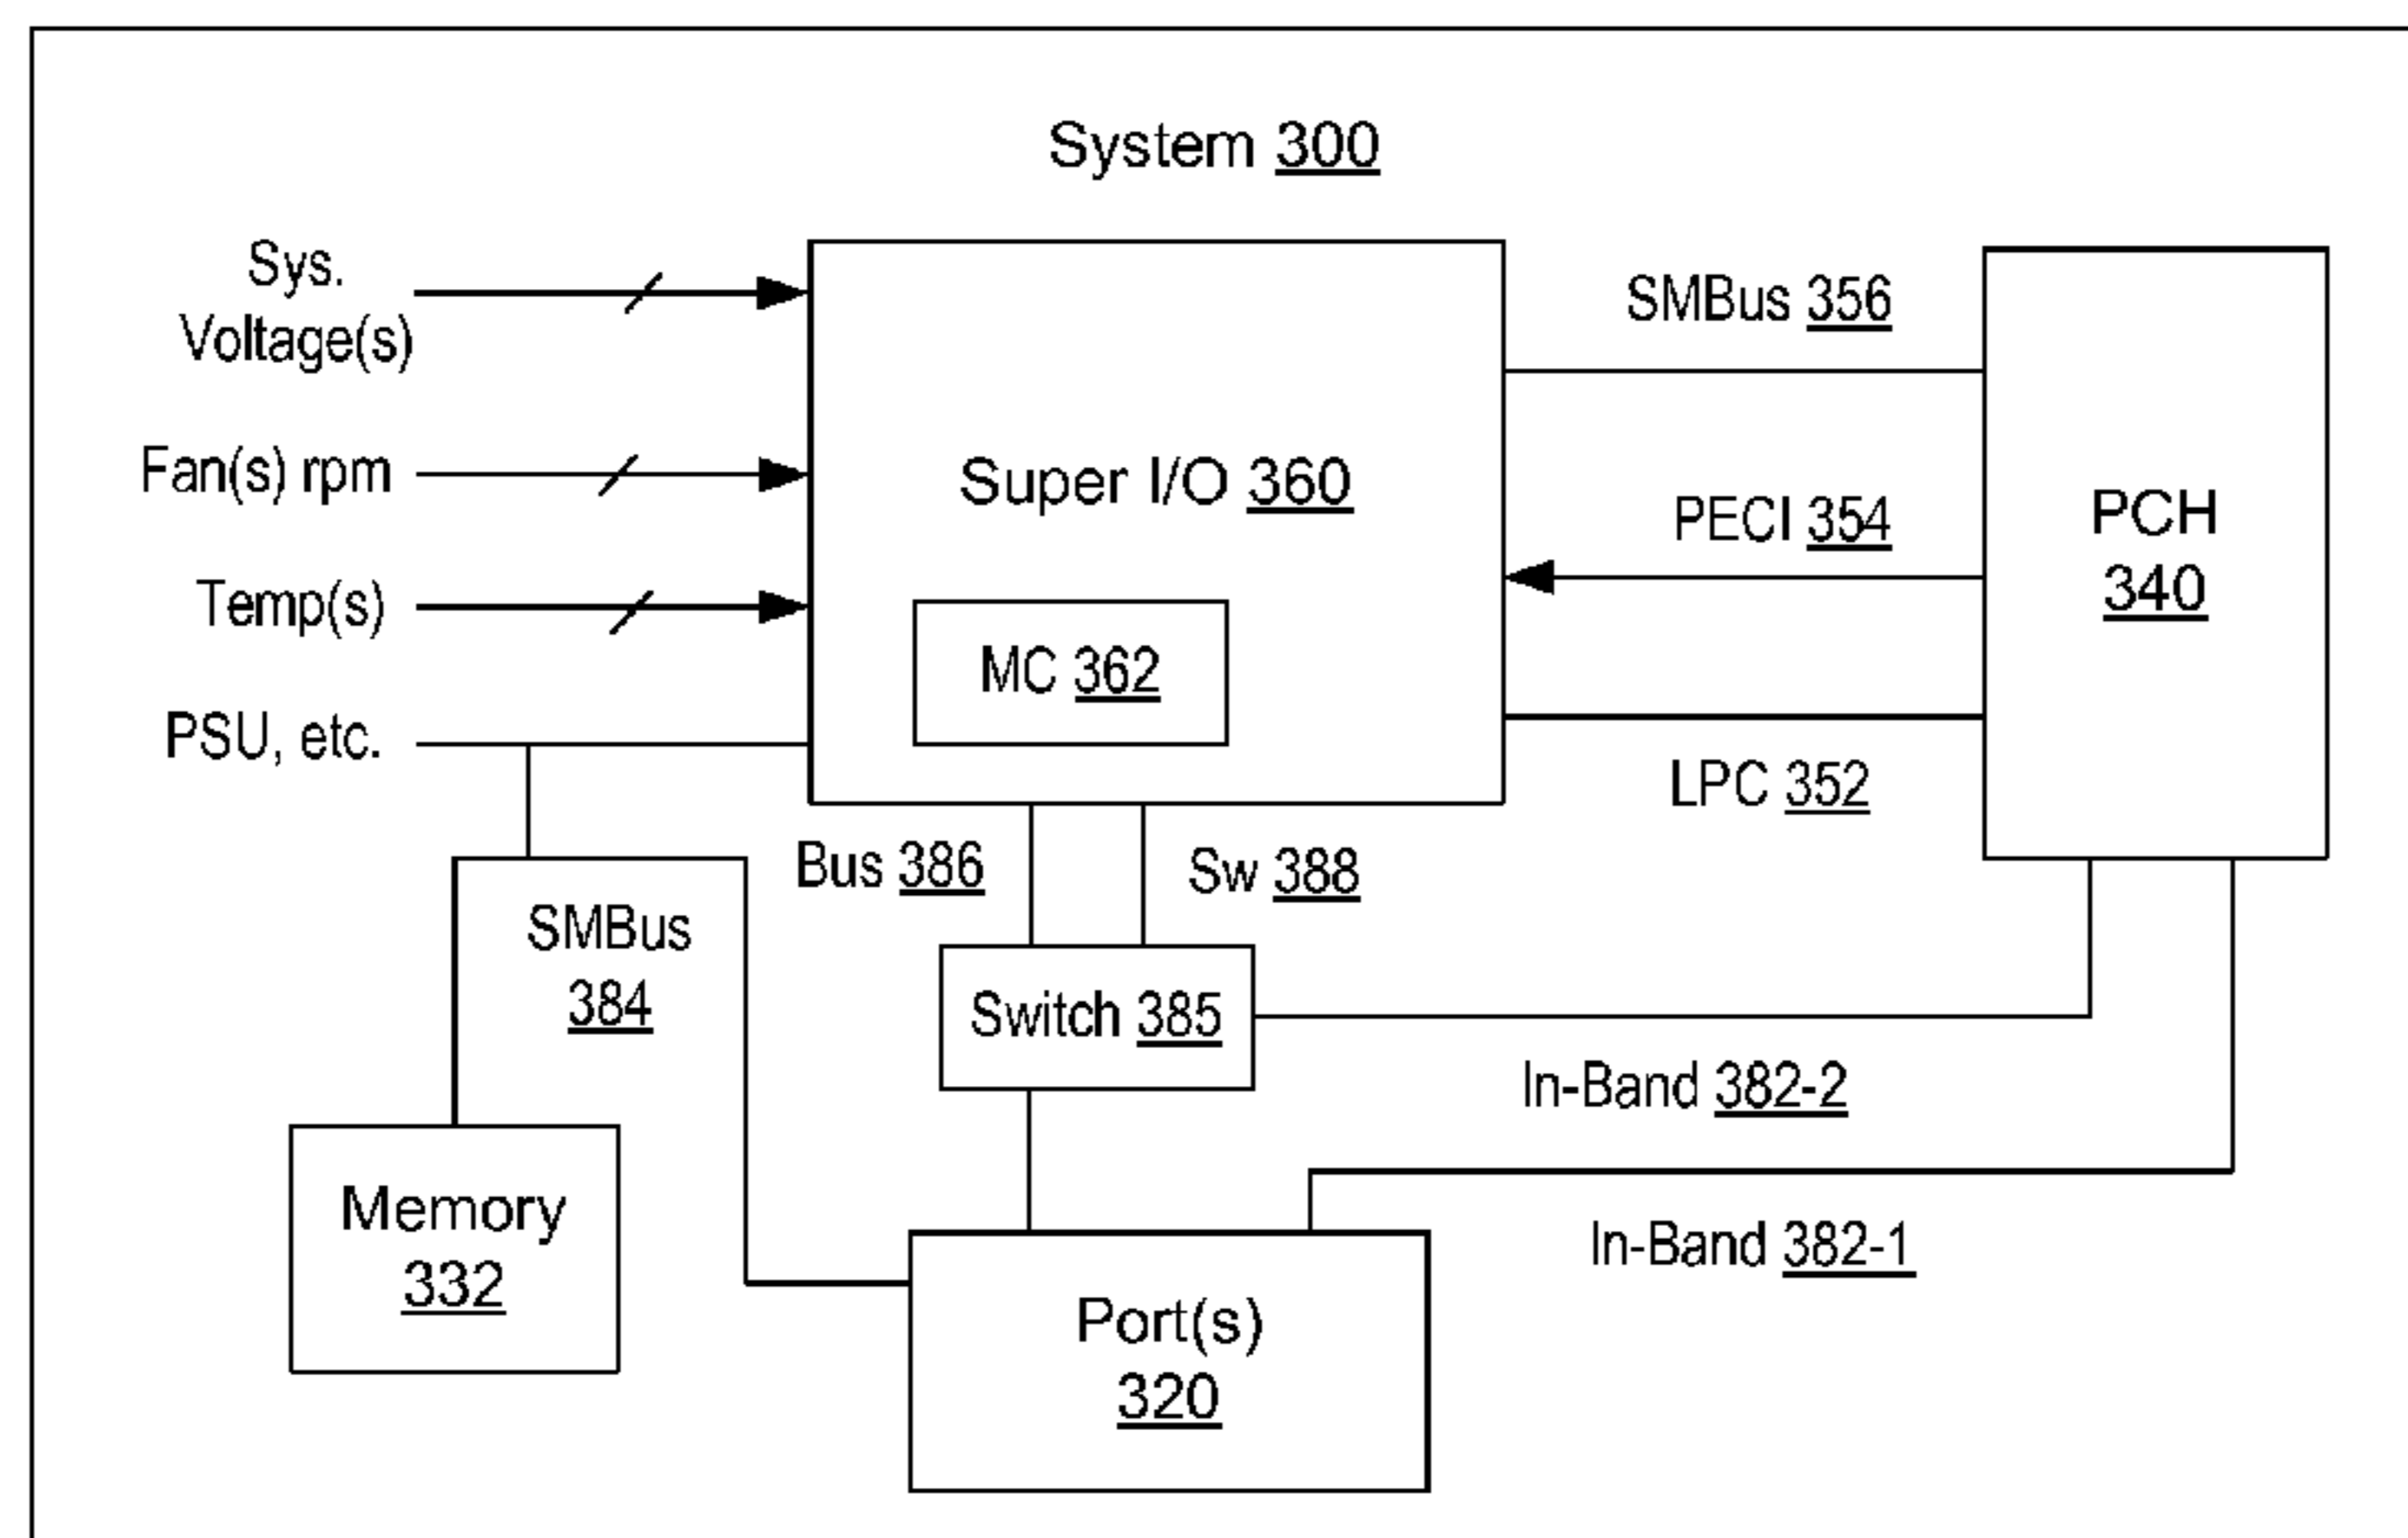 System 300
Sys.
Voltage(s)
SMBus 356
Fan(s) rpm
Super I/O 360
PECI 354
PCH
340
Temp(s)
MC 362
PSU, etc.
LPC 352
Bus 386
Sw 388
SMBus
384
Switch 385
In-Band 382-2
Memory
332
In-Band 382-1
Port(s)
320